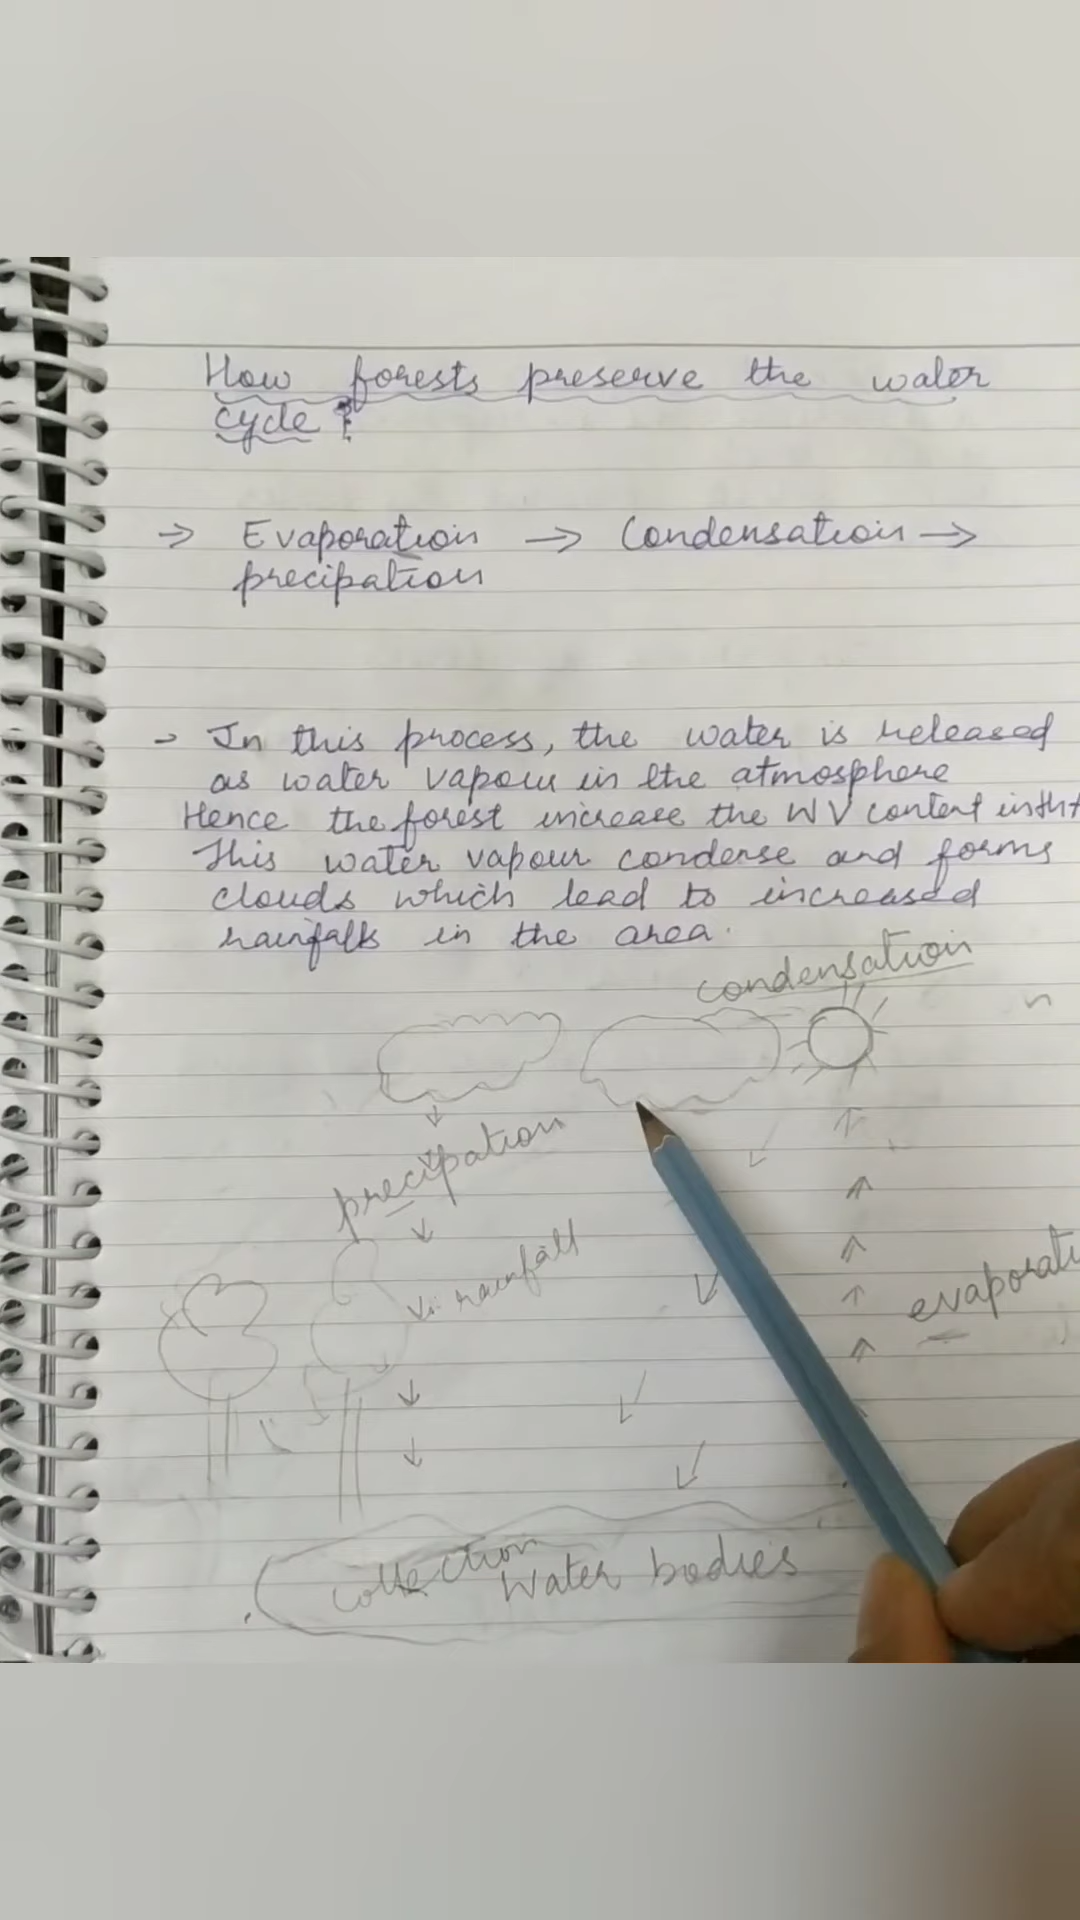 How forests preserve the water
cycle ?
→ Evaporation → Condensation →
precipation
- In this process, the water is released
as water vapour in the atmosphere
Hence the forest increase the WV content
This water vapour condense and forms
clouds which lead to increased
rainfalls in the area.
condensation
precipation
rainfall
evaporati
collection
Water bodies